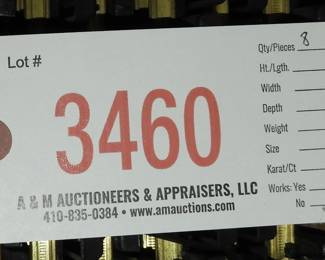 Lot #
3460
A & M AUCTIONEERS & APPRAISERS, LLC
410-835-0384 • www.amauctions.com
Qty/Pieces 8
Ht./Lgth.
Width
Depth
Weight
Size
Karat/Ct
Works: Yes
No